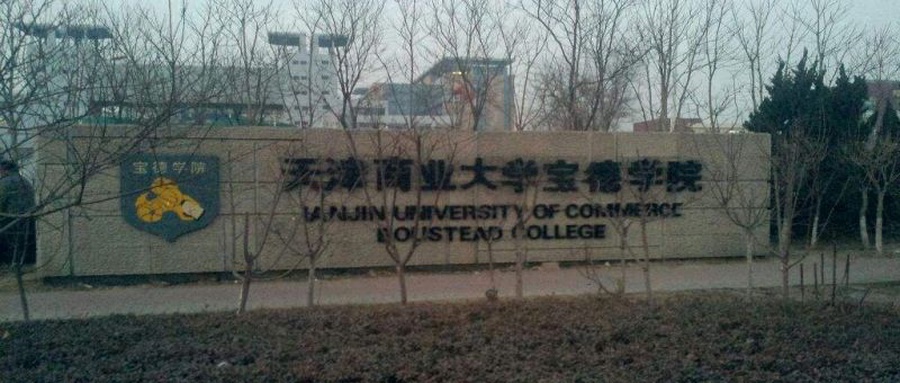 宝德学院
天津商业大学宝德学院
TIANJIN UNIVERSITY OF COMMERCE
BOUSTEAD COLLEGE